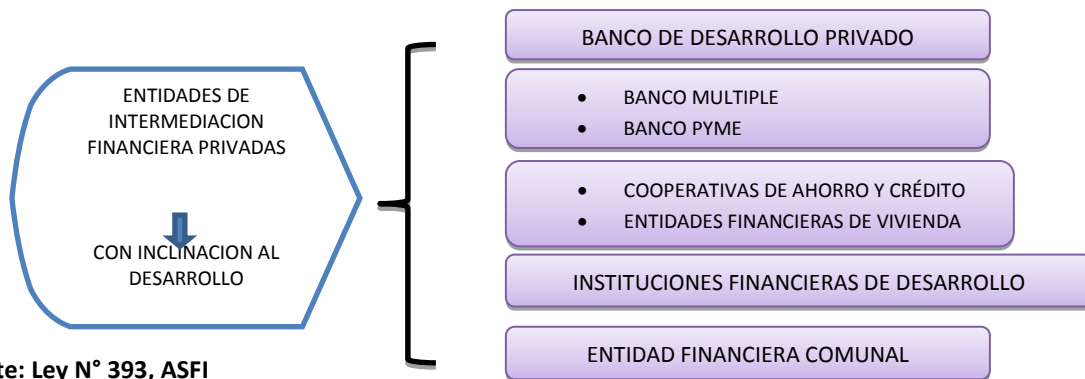 ENTIDADES DE
INTERMEDIACION
FINANCIERA PRIVADAS
CON INCLINACION AL
DESARROLLO
BANCO DE DESARROLLO PRIVADO
• BANCO MULTIPLE
• BANCO PYME
• COOPERATIVAS DE AHORRO Y CRÉDITO
• ENTIDADES FINANCIERAS DE VIVIENDA
INSTITUCIONES FINANCIERAS DE DESARROLLO
ENTIDAD FINANCIERA COMUNAL
te: Ley N° 393, ASFI